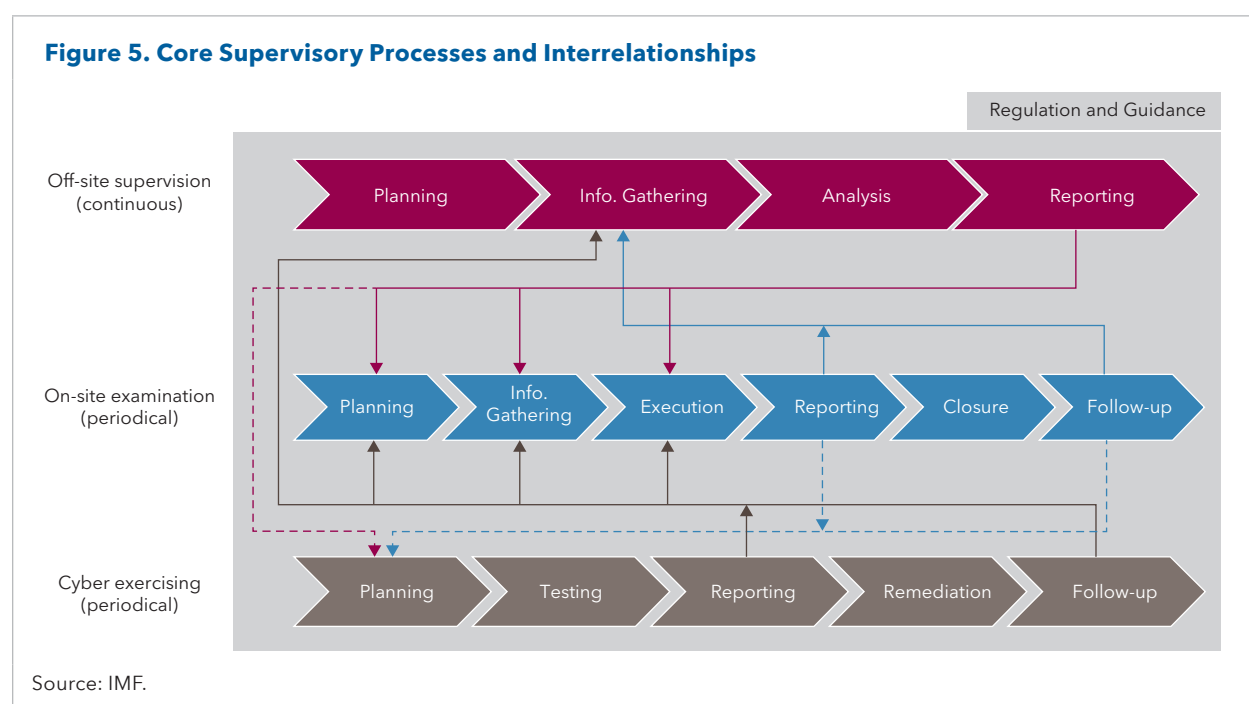 Figure 5. Core Supervisory Processes and Interrelationships
Regulation and Guidance
Off-site supervision
(continuous)
Planning
Info. Gathering
Analysis
Reporting
On-site examination
(periodical)
Planning
Info.
Gathering
Execution
Reporting
Closure
Follow-up
Cyber exercising
(periodical)
Planning
Testing
Reporting
Remediation
Follow-up
Source: IMF.